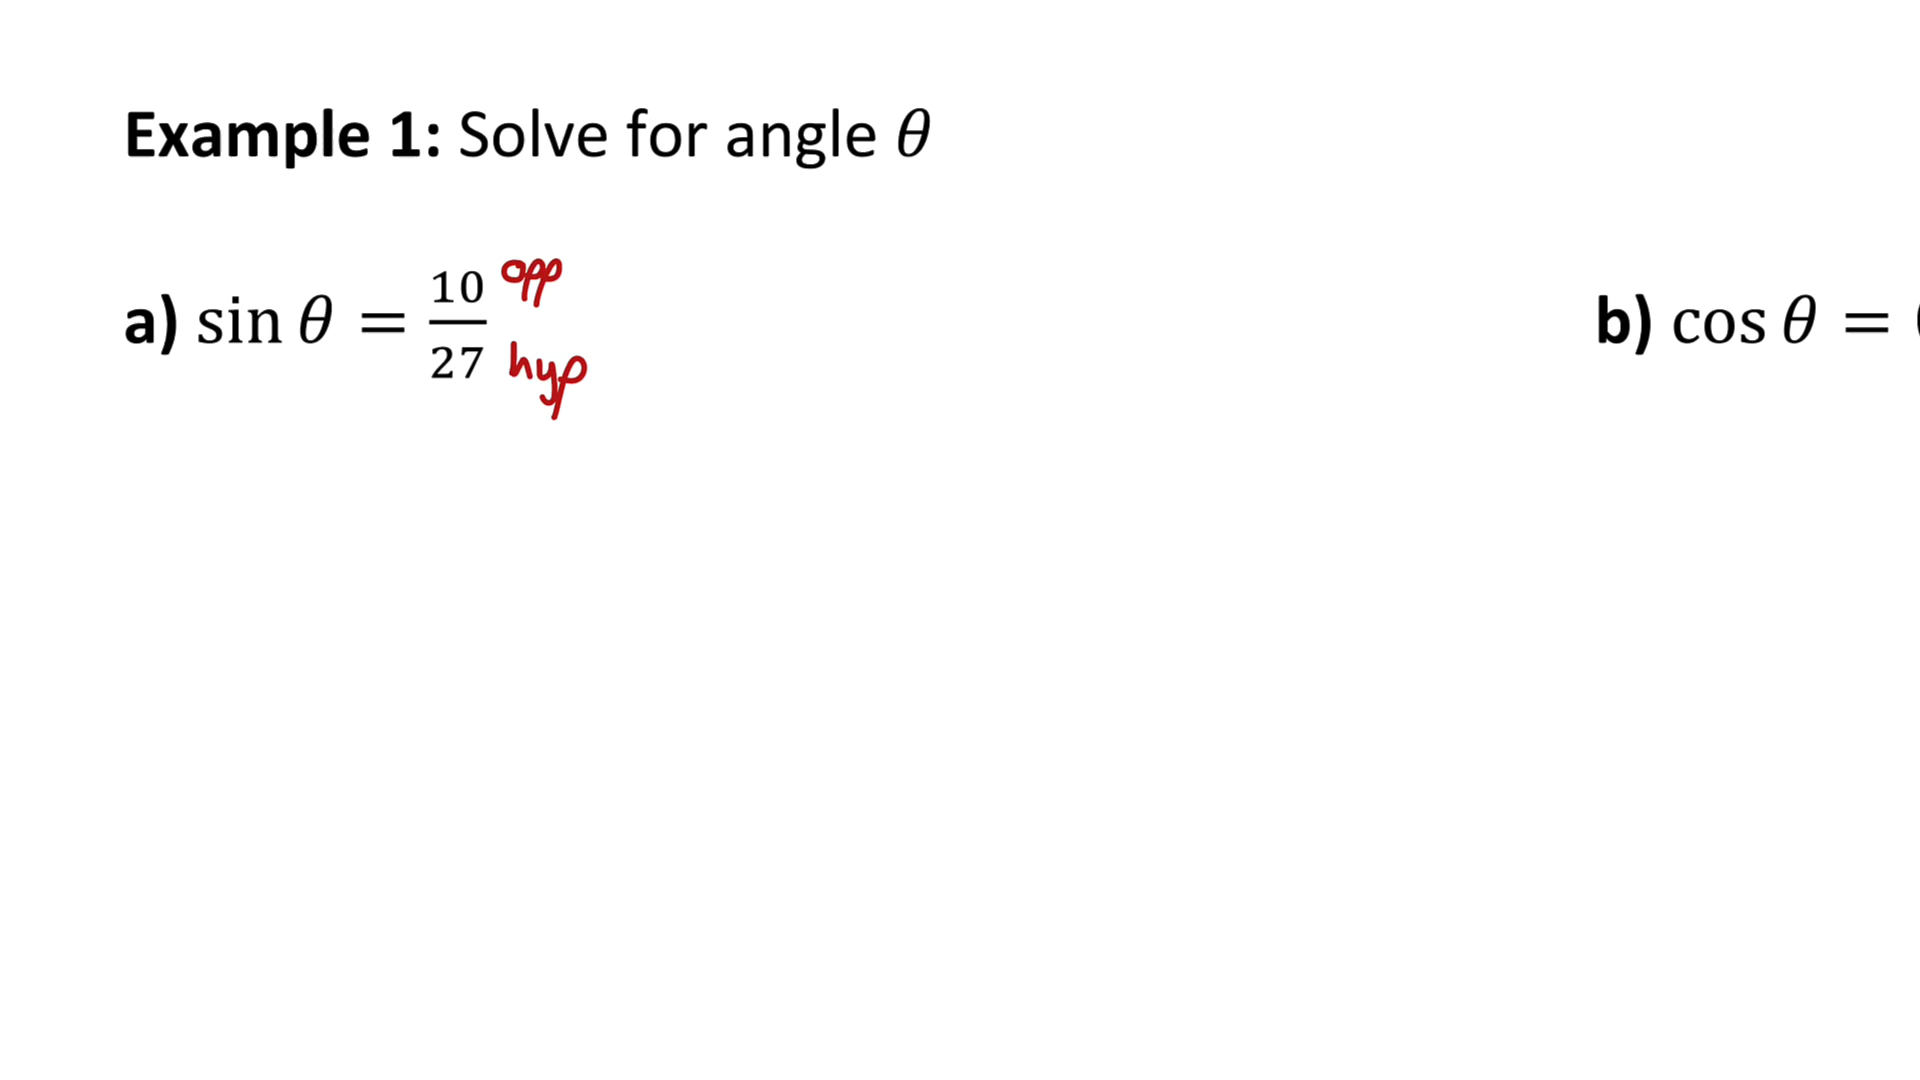 Example 1: Solve for angle θ
a) sin θ = 10/27 opp hyp
b) cos θ =